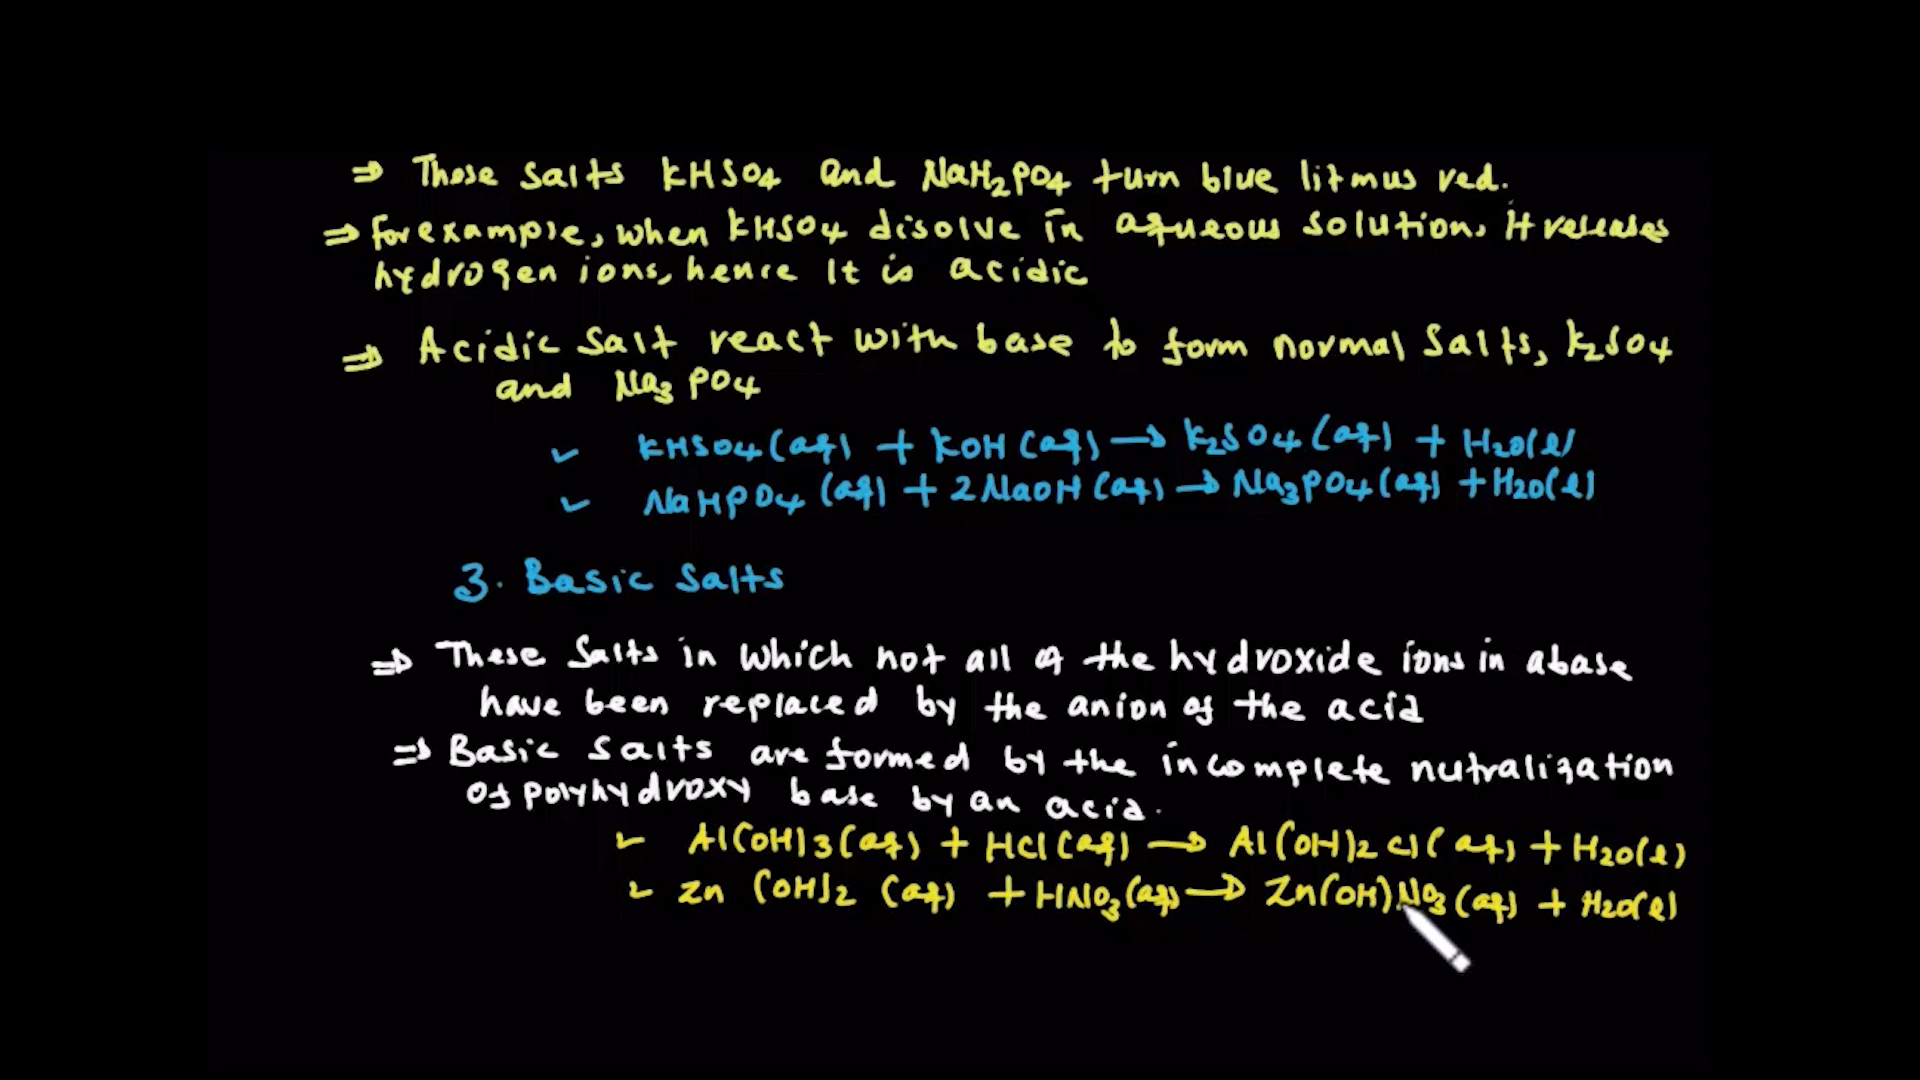 ⇒ These salts KHSO4 and NaH2PO4 turn blue litmus red.
⇒ For example, when KHSO4 disolve in aqueous solution, it releases
hydrogen ions, hence it is acidic
⇒ Acidic salt react with base to form normal salts, K2SO4
and Na3PO4
✓ KHSO4 (aq) + KOH (aq) → K2SO4 (aq) + H2O(l)
✓ NaHPO4 (aq) + 2NaOH (aq) → Na3PO4 (aq) + H2O(l)
3. Basic Salts
⇒ These salts in which not all of the hydroxide ions in a base
have been replaced by the anion of the acid
⇒ Basic salts are formed by the incomplete nutralization
of polyhydroxy base by an acid.
✓ Al(OH)3 (aq) + HCl (aq) → Al(OH)2 Cl (aq) + H2O(l)
✓ Zn (OH)2 (aq) + HNO3 (aq) → Zn(OH)NO3 (aq) + H2O(l)